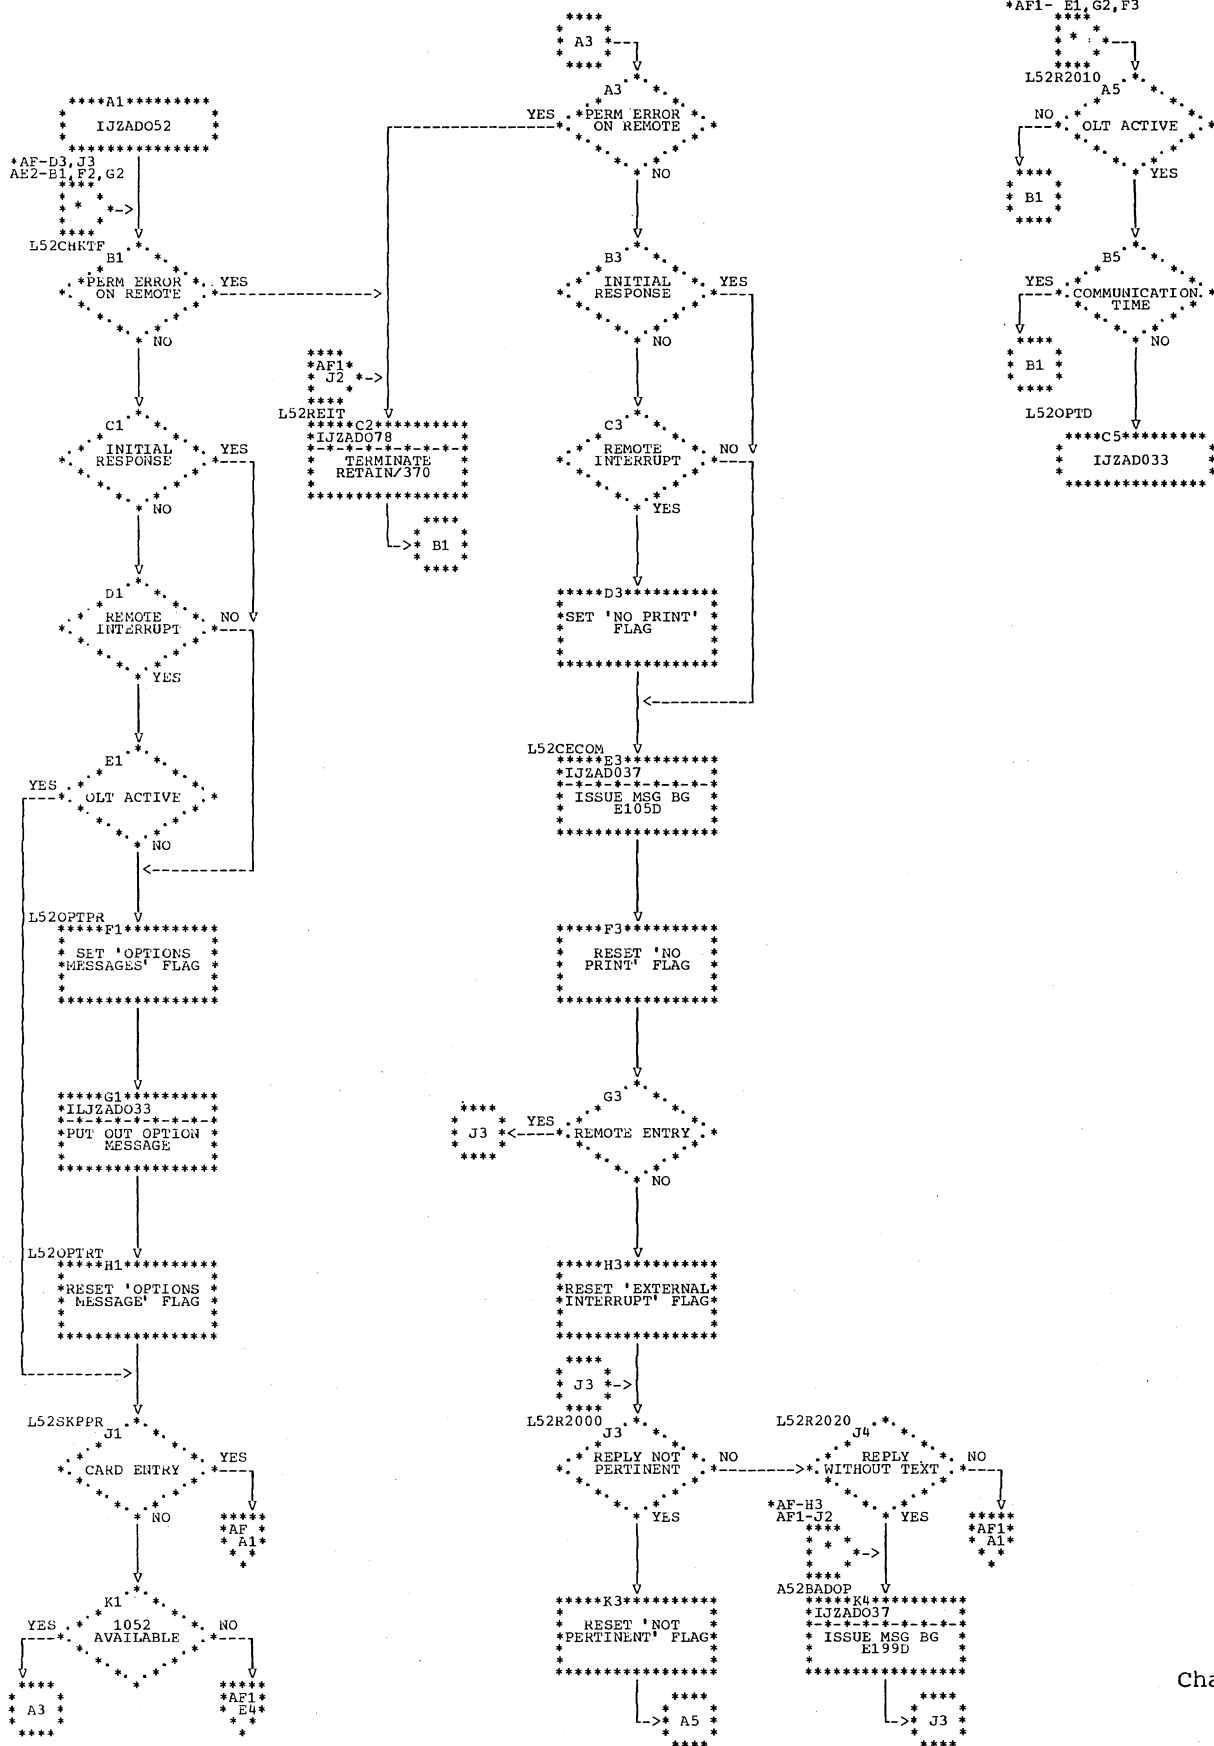 ****A1*********
IJZADO52
*AF-D3,J3
AE2-B1,F2,G2
L52CHKTF
B1
*PERM ERROR
ON REMOTE
YES
NO
C1
INITIAL
RESPONSE
YES
NO
D1
REMOTE
INTERRUPT
NO
YES
E1
OLT ACTIVE
YES
NO
L52OPTPR
*****F1**********
SET 'OPTIONS
*MESSAGES' FLAG *
*****G1**********
*ILJZADO33
*-*-*-*-*-*-*-*-*
*PUT OUT OPTION *
MESSAGE
L52OPTRT
*****H1**********
*RESET 'OPTIONS *
MESSAGE' FLAG
L52SKPPR
J1
CARD ENTRY
YES
NO
*AF *
A1*
K1
1052
AVAILABLE
YES
NO
A3
*AF1*
* E4*
*AF1*
J2
L52REIT
*****C2**********
*IJZADO78
*-*-*-*-*-*-*-*-*
TERMINATE
RETAIN/370
B1
A3
A3
*PERM ERROR
ON REMOTE
YES
NO
B3
INITIAL
RESPONSE
YES
NO
C3
REMOTE
INTERRUPT
NO
YES
*****D3**********
*SET 'NO PRINT' *
FLAG
L52CECOM
*****E3**********
*IJZAD037
*-*-*-*-*-*-*-*-*
ISSUE MSG BG
E105D
*****F3**********
RESET 'NO
PRINT' FLAG
G3
REMOTE ENTRY
YES
J3
NO
*****H3**********
*RESET 'EXTERNAL*
*INTERRUPT' FLAG*
J3
L52R2000
J3
REPLY NOT
PERTINENT
NO
YES
*****K3**********
RESET 'NOT
*PERTINENT' FLAG*
A5
L52R2020
J4
REPLY
WITHOUT TEXT
NO
YES
*AF1*
A1*
*AF-H3
AF1-J2
A52BADOP
*****K4**********
*IJZADO37
*-*-*-*-*-*-*-*-*
ISSUE MSG BG
E199D
J3
*AF1- E1,G2,F3
L52R2010
A5
OLT ACTIVE
NO
YES
B1
B5
COMMUNICATION
TIME
YES
NO
B1
L52OPTD
****C5*********
IJZAD033
Cha